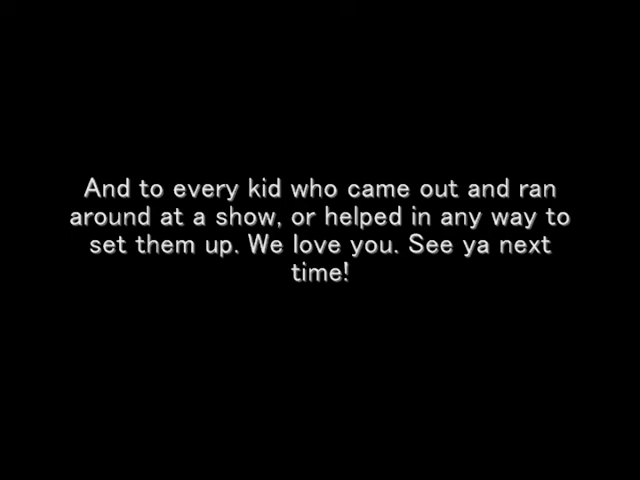 And to every kid who came out and ran
around at a show, or helped in any way to
set them up. We love you. See ya next
time!